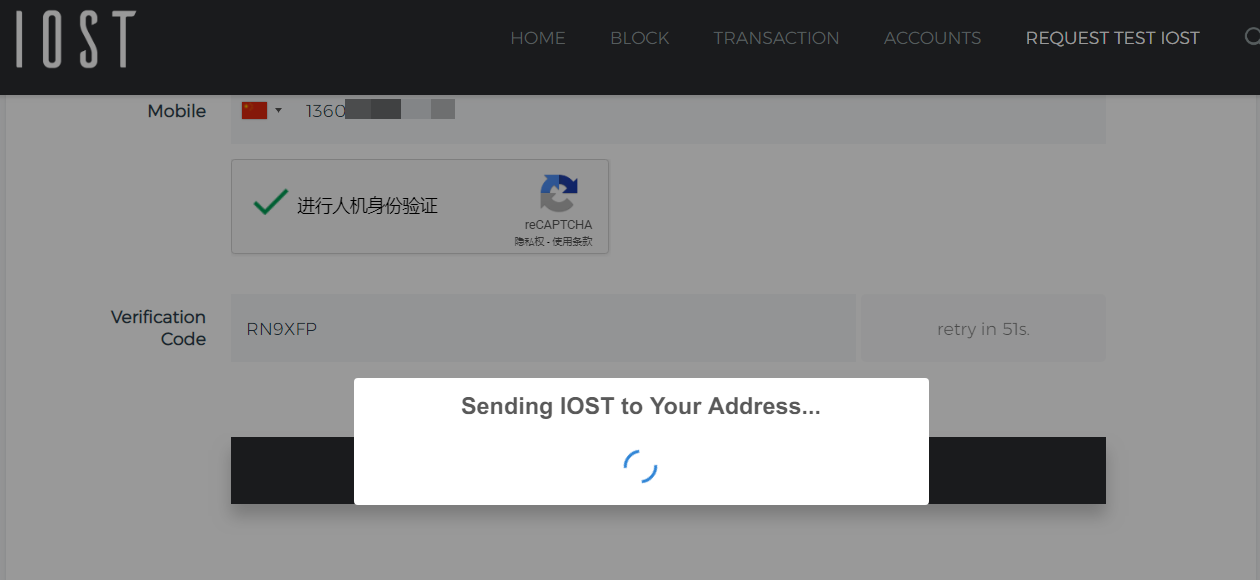 IOST
HOME BLOCK TRANSACTION ACCOUNTS REQUEST TEST IOST
Mobile 1360
进行人机身份验证
reCAPTCHA
隐私权 - 使用条款
Verification
Code
RN9XFP
retry in 51s.
Sending IOST to Your Address...